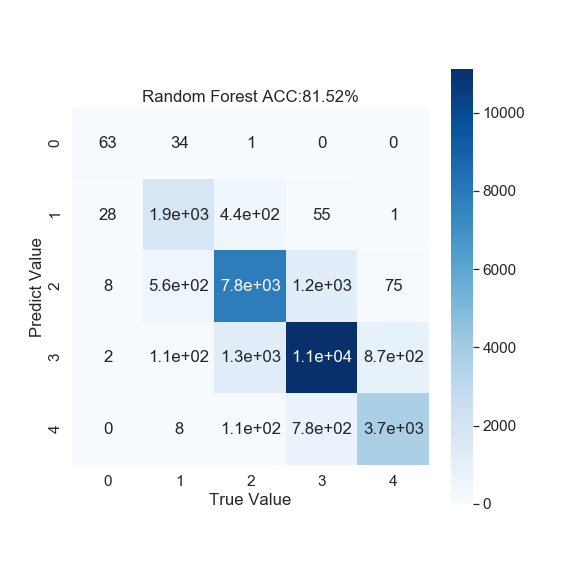 Random Forest ACC:81.52%
0 63 34 1 0 0
1 28 1.9e+03 4.4e+02 55 1
2 8 5.6e+02 7.8e+03 1.2e+03 75
3 2 1.1e+02 1.3e+03 1.1e+04 8.7e+02
4 0 8 1.1e+02 7.8e+02 3.7e+03
0 1 2 3 4
Predict Value
True Value
10000
8000
6000
4000
2000
0